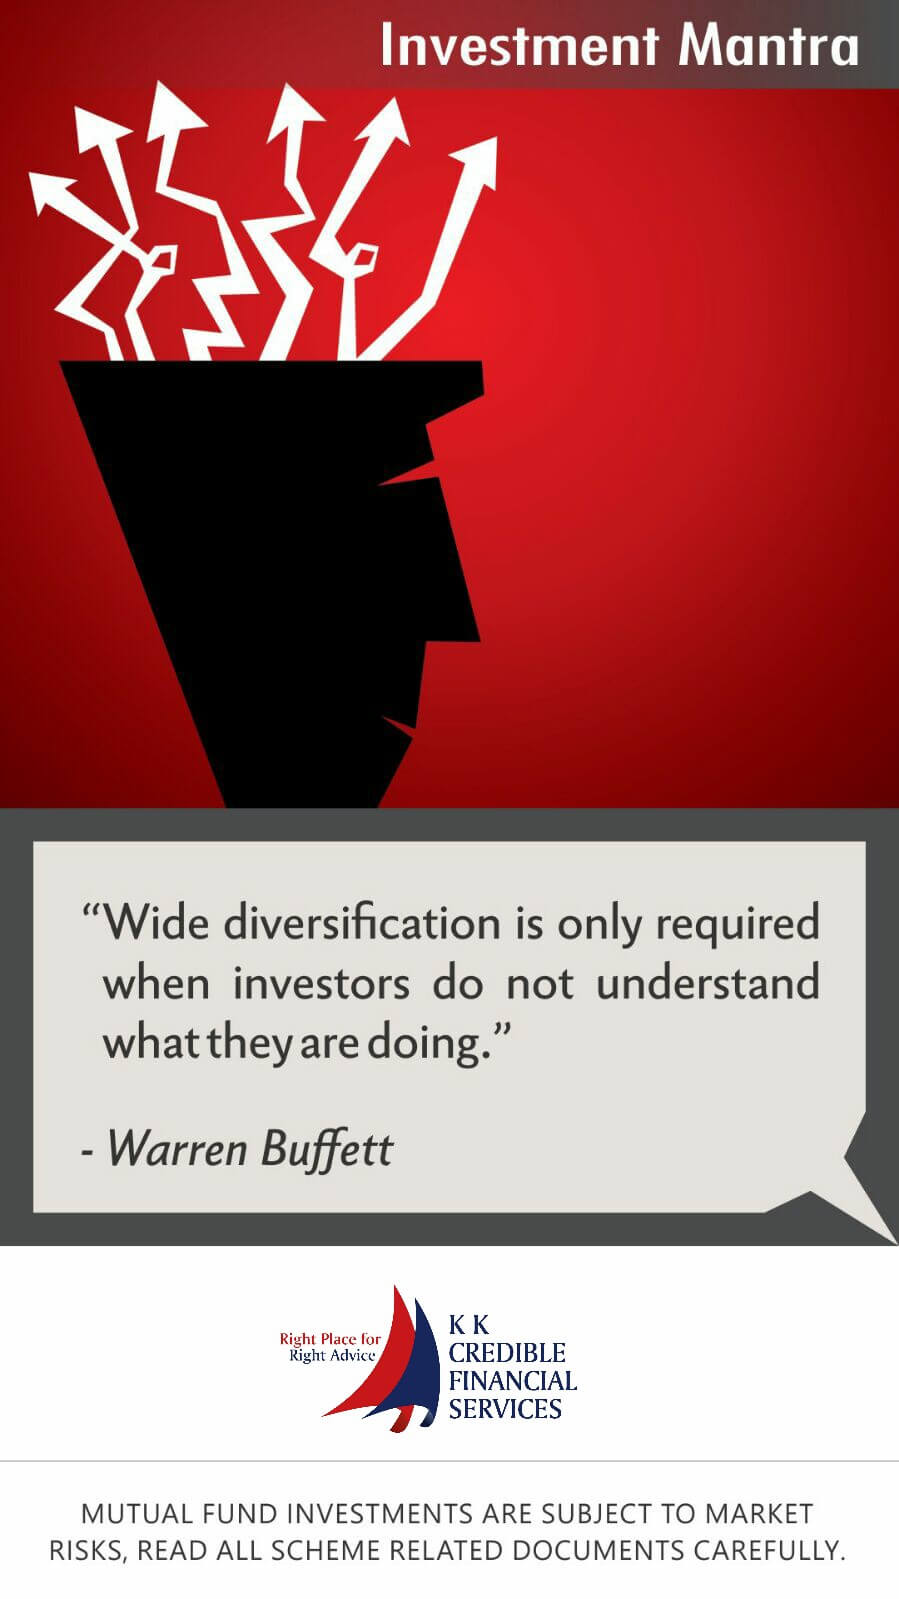 Investment Mantra
“Wide diversification is only required
when investors do not understand
what they are doing.”
- Warren Buffett
Right Place for
Right Advice
K K
CREDIBLE
FINANCIAL
SERVICES
MUTUAL FUND INVESTMENTS ARE SUBJECT TO MARKET
RISKS, READ ALL SCHEME RELATED DOCUMENTS CAREFULLY.